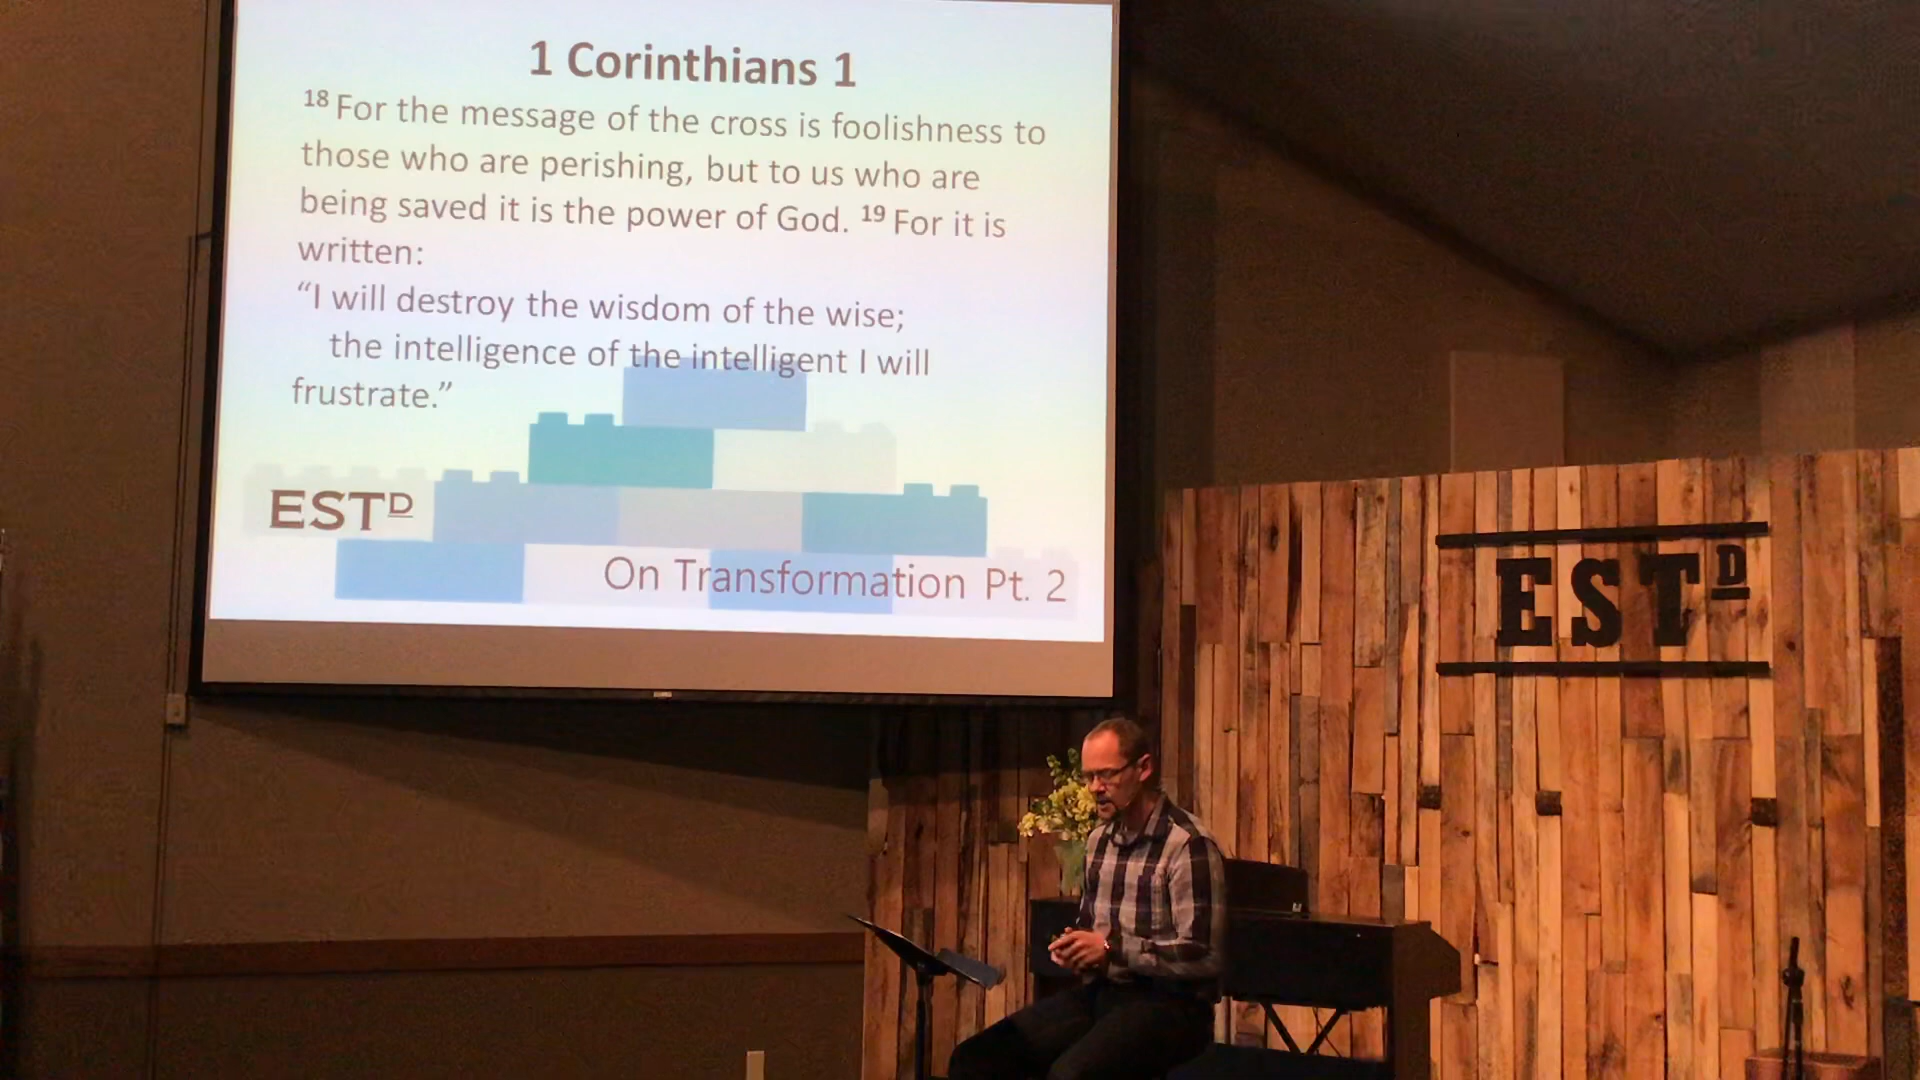 1 Corinthians 1
18 For the message of the cross is foolishness to
those who are perishing, but to us who are
being saved it is the power of God. 19 For it is
written:
“I will destroy the wisdom of the wise;
the intelligence of the intelligent I will
frustrate.”
ESTD
On Transformation Pt. 2
ESTD